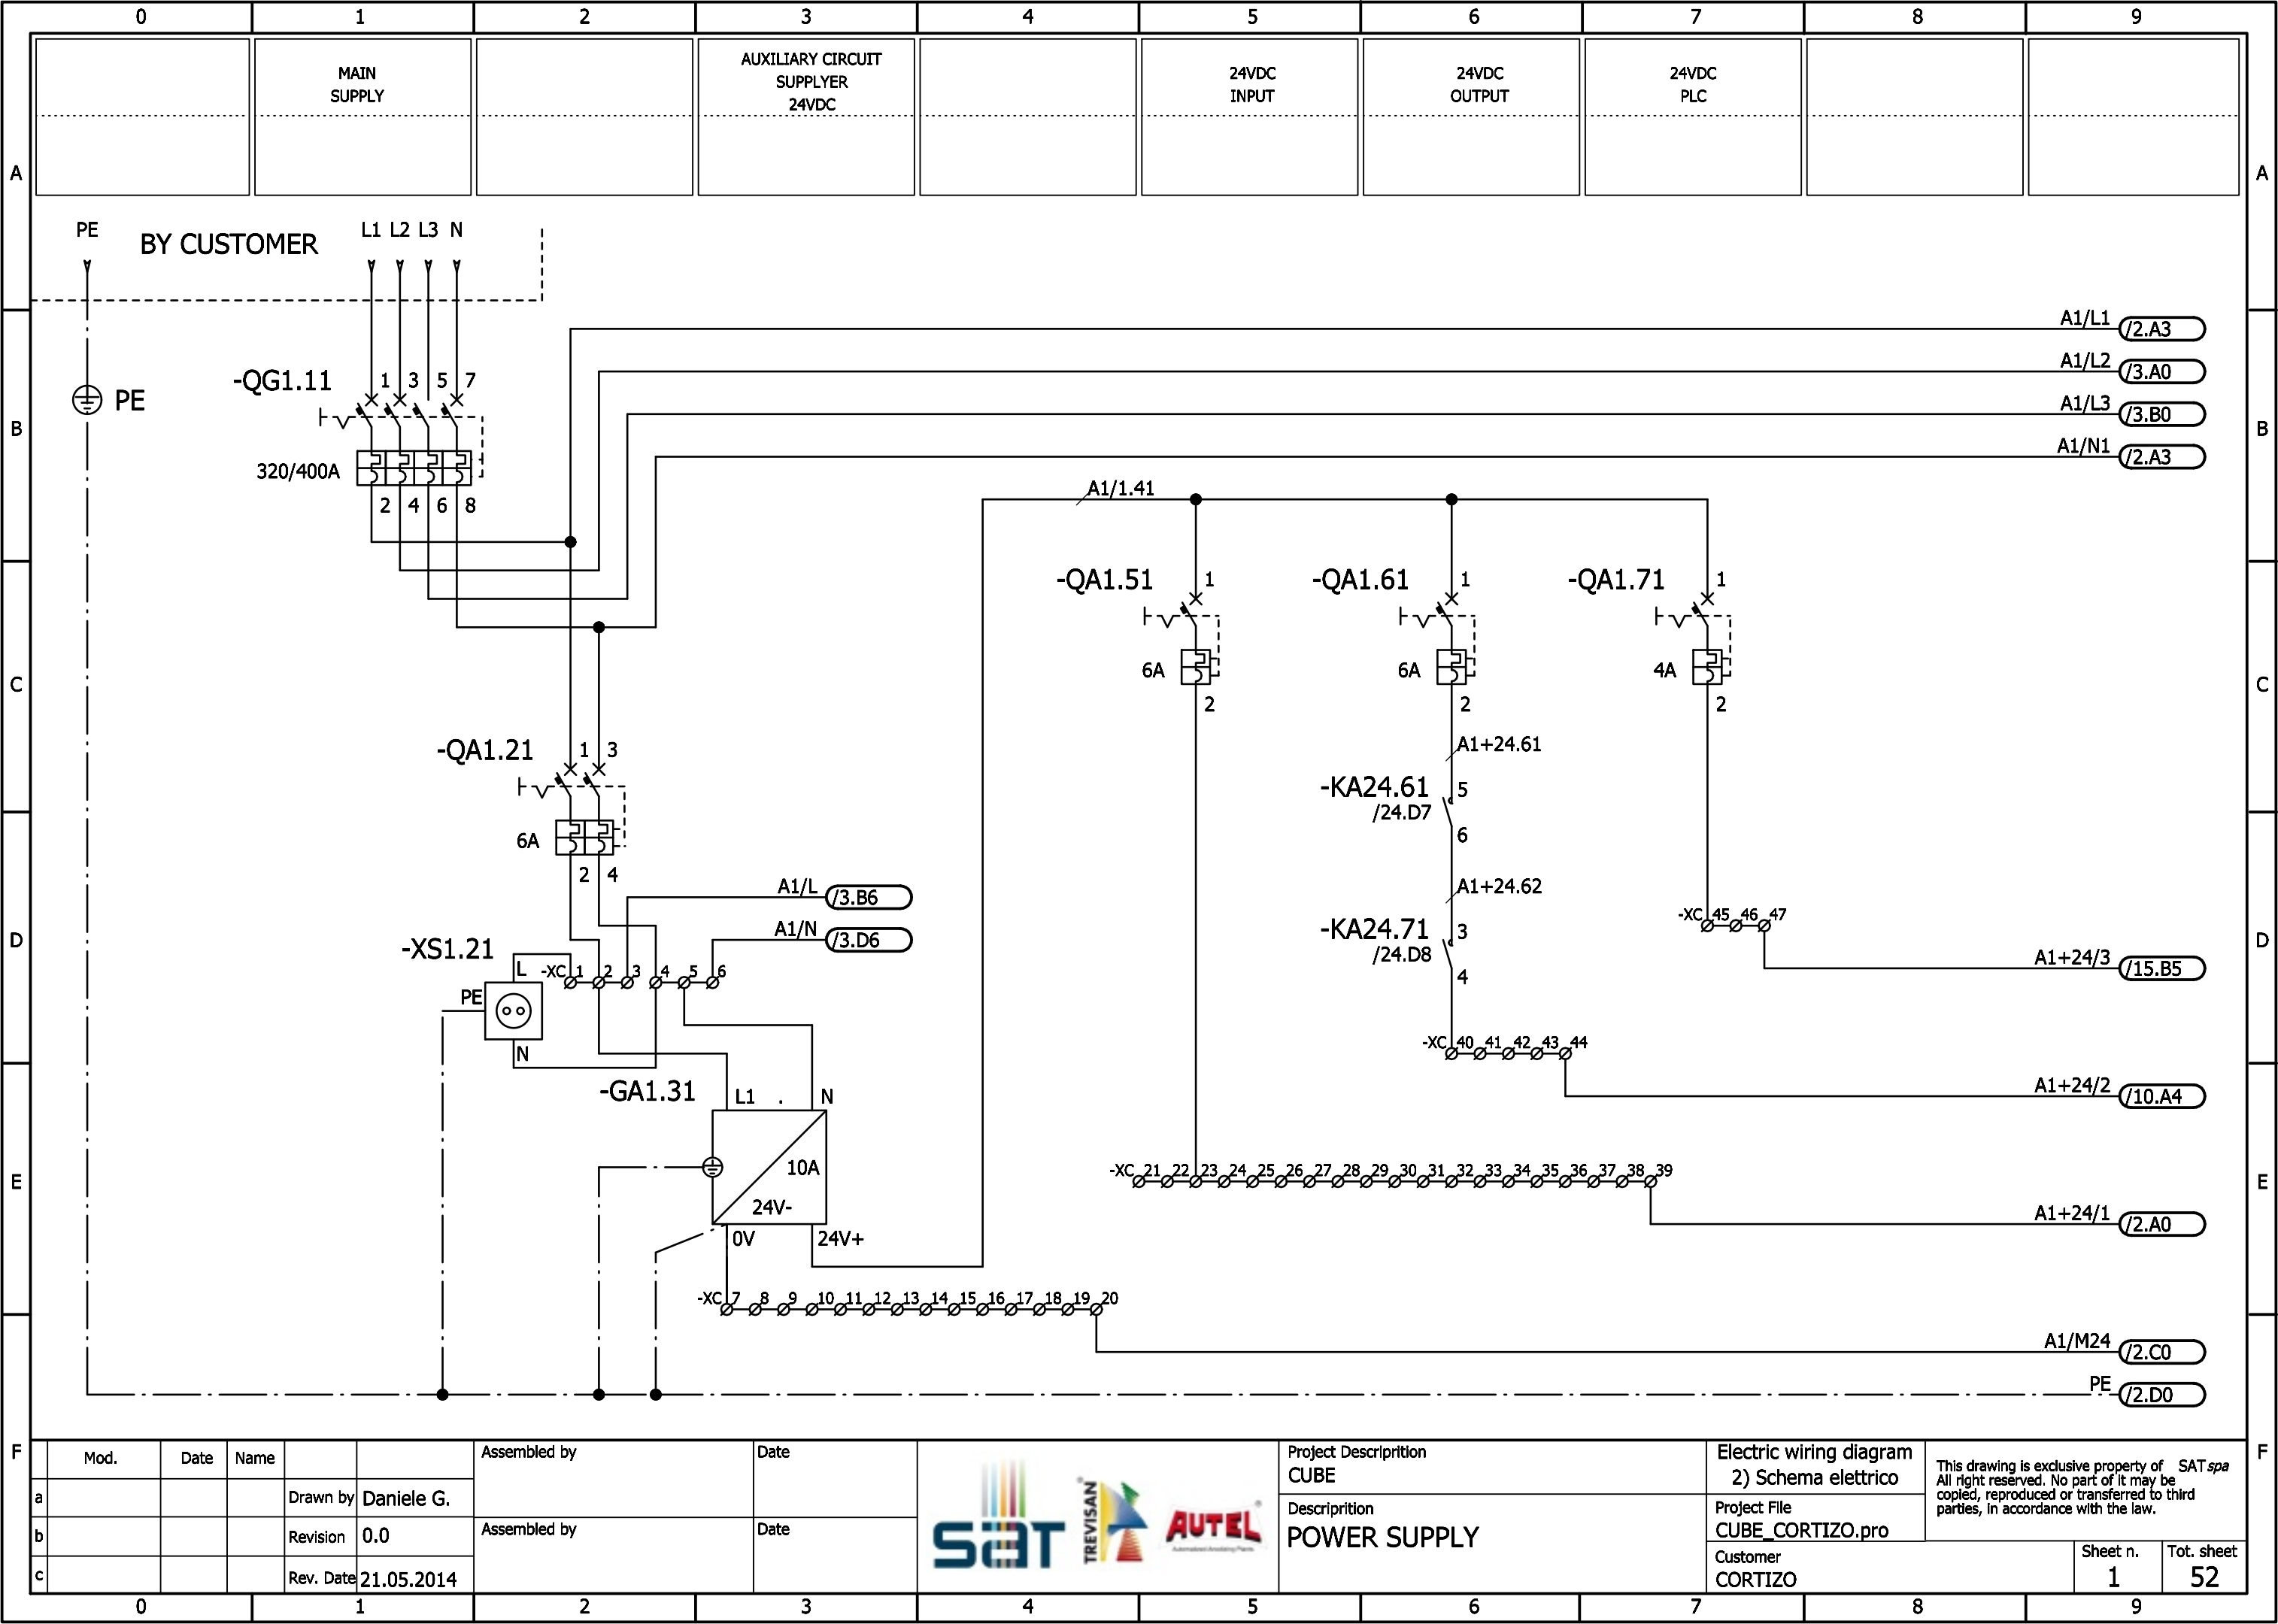 0 1 2 3 4 5 6 7 8 9
MAIN
SUPPLY
AUXILIARY CIRCUIT
SUPPLYER
24VDC
24VDC
INPUT
24VDC
OUTPUT
24VDC
PLC
A A
PE BY CUSTOMER L1 L2 L3 N
A1/L1 /2.A3
A1/L2 /3.A0
-QG1.11 1 3 5 7
PE
A1/L3 /3.B0
B B
A1/N1 /2.A3
320/400A
A1/1.41
2 4 6 8
-QA1.51 1 -QA1.61 1 -QA1.71 1
6A 6A 4A
C C
2 2 2
-QA1.21 1 3
A1+24.61
-KA24.61 5
/24.D7
6
6A
2 4
A1/L /3.B6
A1+24.62
A1/N /3.D6
-KA24.71 3
/24.D8
4
-XC 45 46 47
D D
-XS1.21
L -XC 1 2 3 4 5 6
A1+24/3 /15.B5
PE
N
-XC 40 41 42 43 44
-GA1.31 L1 . N
A1+24/2 /10.A4
10A
24V-
E E
-XC 21 22 23 24 25 26 27 28 29 30 31 32 33 34 35 36 37 38 39
0V 24V+
A1+24/1 /2.A0
-XC 7 8 9 10 11 12 13 14 15 16 17 18 19 20
A1/M24 /2.C0
PE /2.D0
F F
Mod. Date Name
a Drawn by Daniele G.
b Revision 0.0
c Rev. Date 21.05.2014
Assembled by Date
Assembled by Date
sat
TREVISAN
AUTEL
Project Descriprition
CUBE
Descriprition
POWER SUPPLY
Electric wiring diagram
2) Schema elettrico
Project File
CUBE_CORTIZO.pro
Customer
CORTIZO
This drawing is exclusive property of SAT spa
All right reserved. No part of it may be
copied, reproduced or transferred to third
parties, in accordance with the law.
Sheet n. Tot. sheet
1 52
0 1 2 3 4 5 6 7 8 9